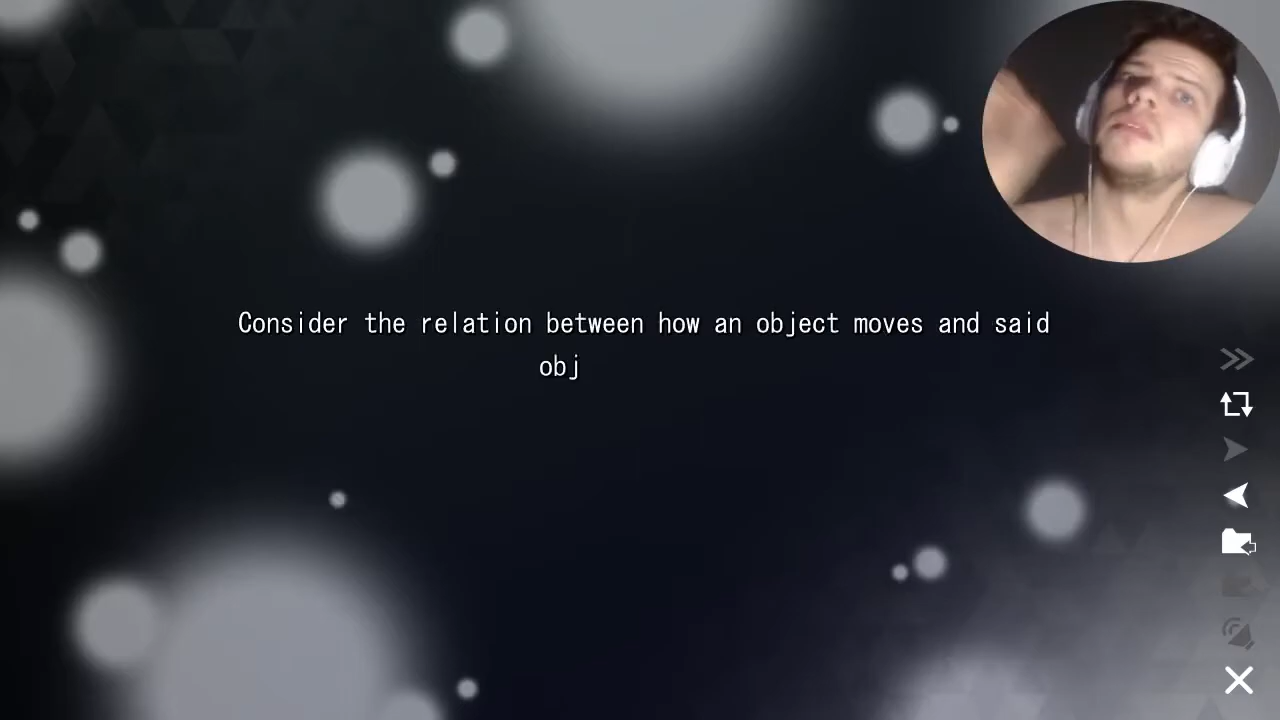 Consider the relation between how an object moves and said
obj